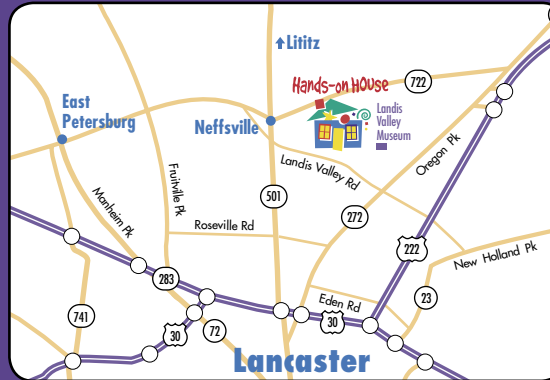 Lititz
Hands-on HOUSE
722
East
Petersburg
Landis
Valley
Museum
Neffsville
Landis Valley Rd
Oregon Pk
Fruitville Pk
Manheim Pk
501
272
Roseville Rd
222
New Holland Pk
283
Eden Rd
23
741
30
72
30
Lancaster